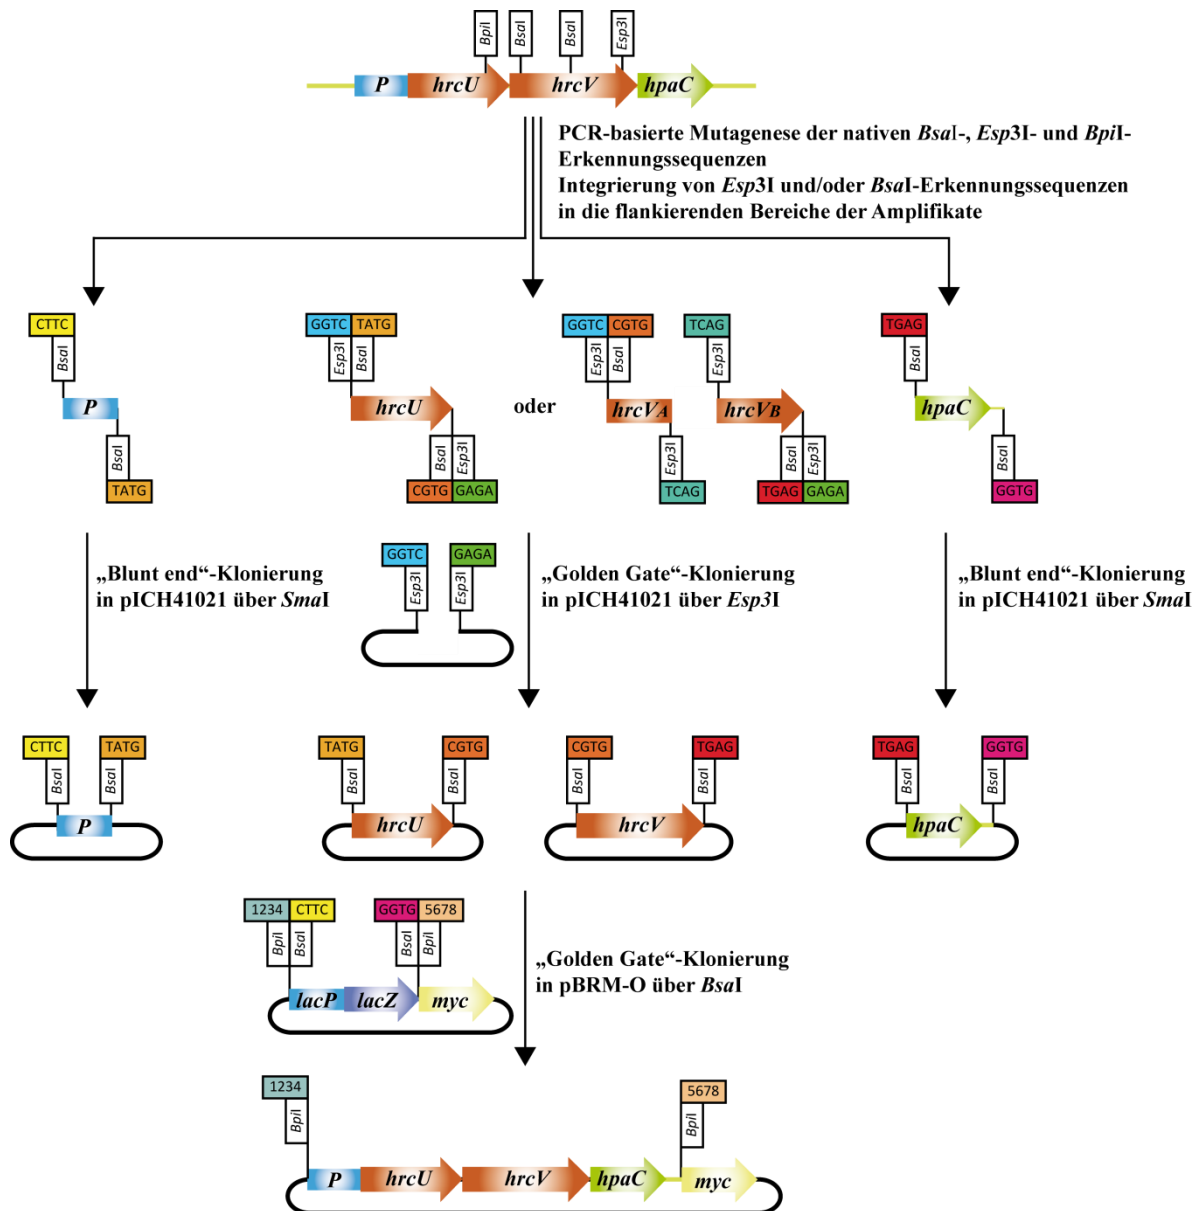 BpiI
BsaI
BsaI
Esp3I
P
hrcU
hrcV
hpaC
PCR-basierte Mutagenese der nativen BsaI-, Esp3I- und BpiI-
Erkennungssequenzen
Integrierung von Esp3I und/oder BsaI-Erkennungssequenzen
in die flankierenden Bereiche der Amplifikate
CTTC
BsaI
P
BsaI
TATG
GGTC
TATG
Esp3I
BsaI
hrcU
BsaI
Esp3I
CGTG
GAGA
oder
GGTC
CGTG
Esp3I
BsaI
hrcVA
Esp3I
TCAG
TCAG
Esp3I
hrcVB
BsaI
Esp3I
TGAG
GAGA
TGAG
BsaI
hpaC
BsaI
GGTG
„Blunt end“-Klonierung
in pICH41021 über SmaI
GGTC
GAGA
Esp3I
Esp3I
„Golden Gate“-Klonierung
in pICH41021 über Esp3I
„Blunt end“-Klonierung
in pICH41021 über SmaI
CTTC
TATG
BsaI
BsaI
P
TATG
CGTG
BsaI
BsaI
hrcU
CGTG
TGAG
BsaI
BsaI
hrcV
TGAG
GGTG
BsaI
BsaI
hpaC
1234
CTTC
GGTG
5678
BpiI
BsaI
BsaI
BpiI
lacP
lacZ
myc
„Golden Gate“-Klonierung
in pBRM-O über BsaI
1234
5678
BpiI
BpiI
P
hrcU
hrcV
hpaC
myc